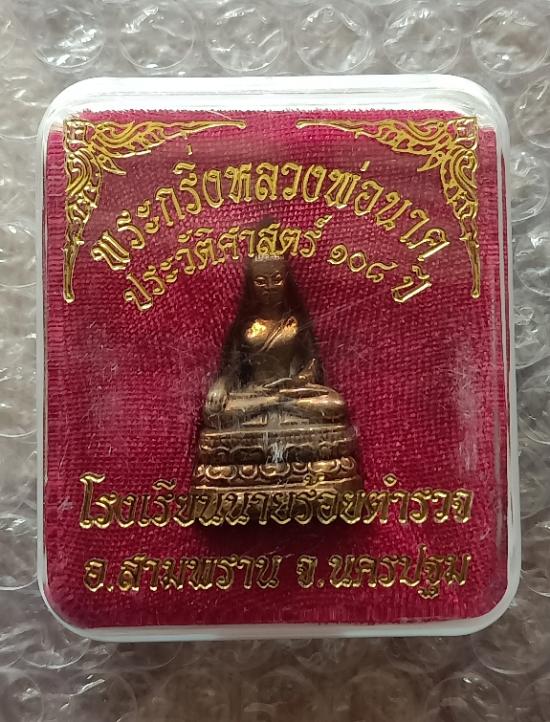 พระกริ่งหลวงพ่อนาค
ประวัติศาสตร์ ๑๐๘ ปี
โรงเรียนนายร้อยตำรวจ
อ.สามพราน จ.นครปฐม